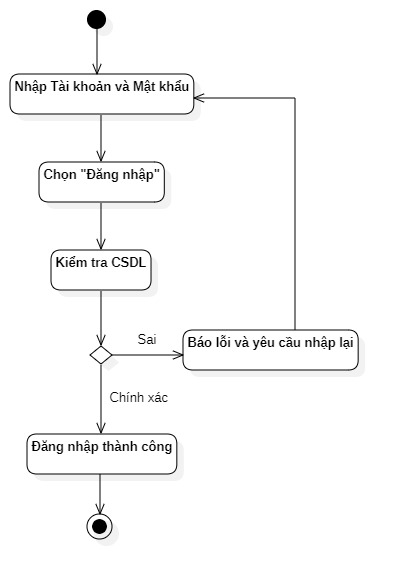 Nhập Tài khoản và Mật khẩu
Chọn "Đăng nhập"
Kiểm tra CSDL
Sai
Báo lỗi và yêu cầu nhập lại
Chính xác
Đăng nhập thành công